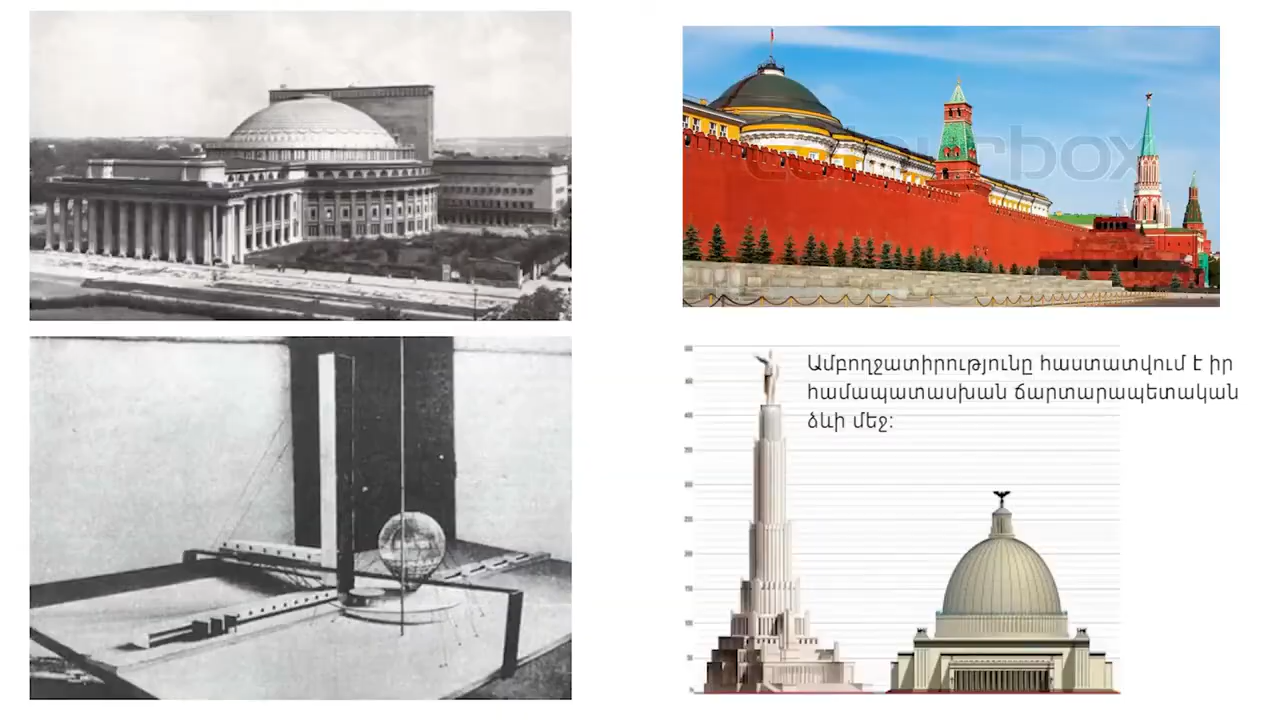 Ամբողջատիրությունը հաստատվում է իր
համապատասխան ճարտարապետական
ձևի մեջ: